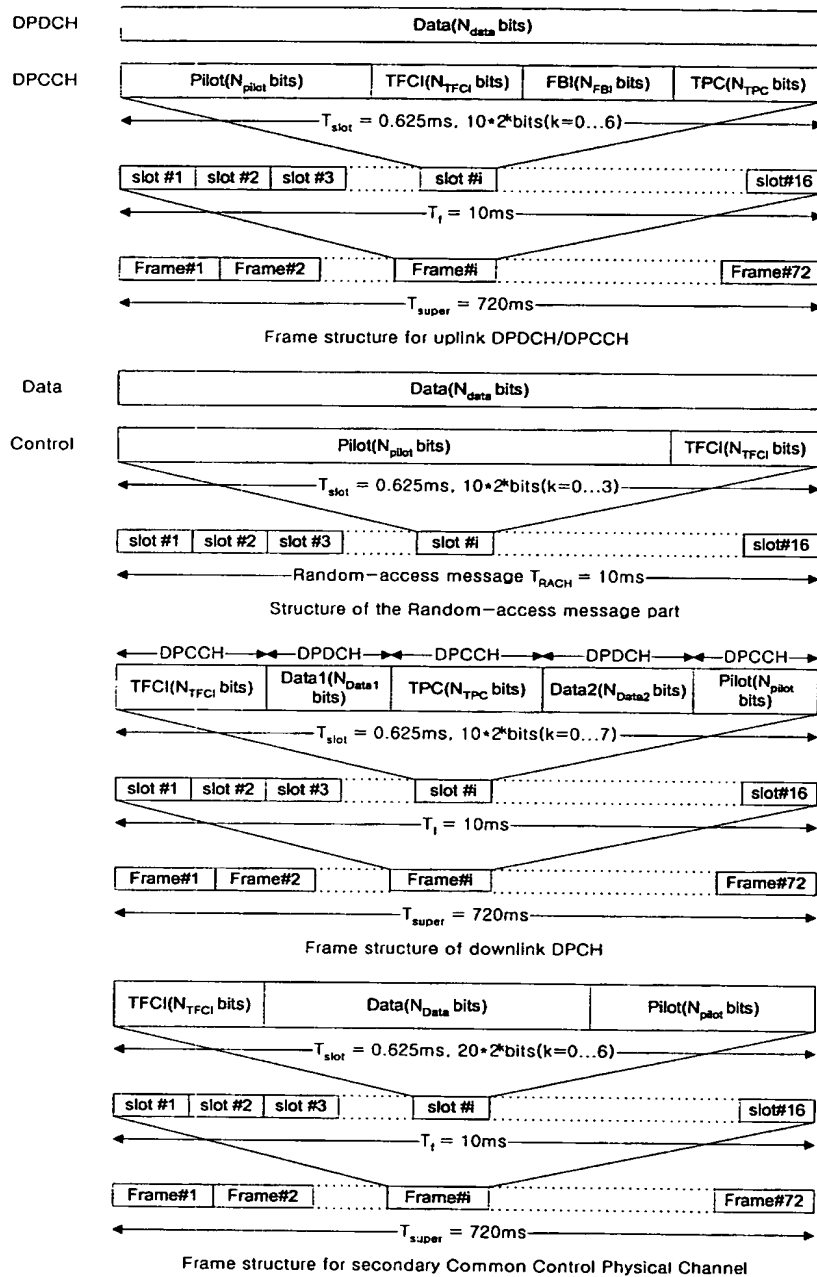 DPDCH Data(N_data bits)
DPCCH Pilot(N_pilot bits) TFCI(N_TFCI bits) FBI(N_FBI bits) TPC(N_TPC bits)
T_slot = 0.625ms, 10*2^k bits(k=0...6)
slot #1 slot #2 slot #3 slot #i slot#16
T_f = 10ms
Frame#1 Frame#2 Frame#i Frame#72
T_super = 720ms
Frame structure for uplink DPDCH/DPCCH
Data Data(N_data bits)
Control Pilot(N_pilot bits) TFCI(N_TFCI bits)
T_slot = 0.625ms, 10*2^k bits(k=0...3)
slot #1 slot #2 slot #3 slot #i slot#16
Random-access message T_RACH = 10ms
Structure of the Random-access message part
DPCCH DPDCH DPCCH DPDCH DPCCH
TFCI(N_TFCI bits) Data1(N_Data1 bits) TPC(N_TPC bits) Data2(N_Data2 bits) Pilot(N_pilot bits)
T_slot = 0.625ms, 10*2^k bits(k=0...7)
slot #1 slot #2 slot #3 slot #i slot#16
T_f = 10ms
Frame#1 Frame#2 Frame#i Frame#72
T_super = 720ms
Frame structure of downlink DPCH
TFCI(N_TFCI bits) Data(N_Data bits) Pilot(N_pilot bits)
T_slot = 0.625ms, 20*2^k bits(k=0...6)
slot #1 slot #2 slot #3 slot #i slot#16
T_f = 10ms
Frame#1 Frame#2 Frame#i Frame#72
T_super = 720ms
Frame structure for secondary Common Control Physical Channel